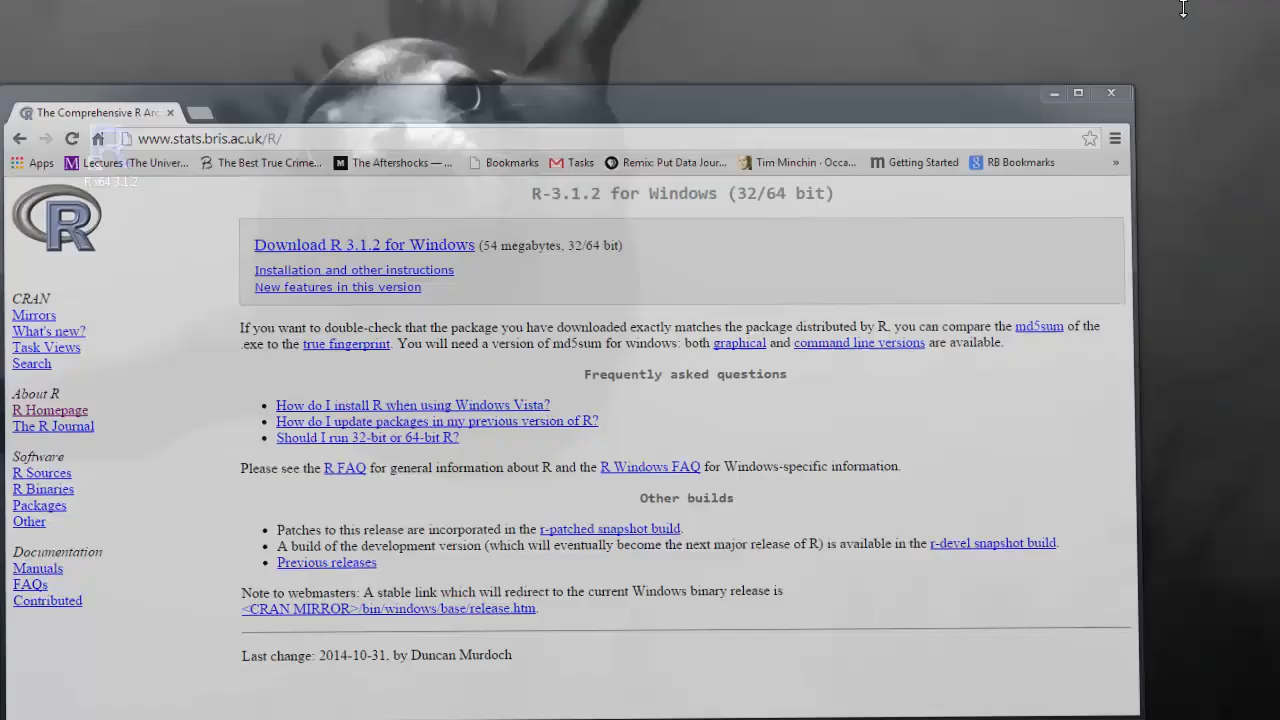 The Comprehensive R Arc
www.stats.bris.ac.uk/R/
Apps Lectures (The Univer... The Best True Crime... The Aftershocks — ... Bookmarks Tasks Remix: Put Data Jour... Tim Minchin - Occa... Getting Started RB Bookmarks »
R x64 3.1.2
R
CRAN
Mirrors
What's new?
Task Views
Search
About R
R Homepage
The R Journal
Software
R Sources
R Binaries
Packages
Other
Documentation
Manuals
FAQs
Contributed
R-3.1.2 for Windows (32/64 bit)
Download R 3.1.2 for Windows (54 megabytes, 32/64 bit)
Installation and other instructions
New features in this version
If you want to double-check that the package you have downloaded exactly matches the package distributed by R, you can compare the md5sum of the
.exe to the true fingerprint. You will need a version of md5sum for windows: both graphical and command line versions are available.
Frequently asked questions
• How do I install R when using Windows Vista?
• How do I update packages in my previous version of R?
• Should I run 32-bit or 64-bit R?
Please see the R FAQ for general information about R and the R Windows FAQ for Windows-specific information.
Other builds
• Patches to this release are incorporated in the r-patched snapshot build.
• A build of the development version (which will eventually become the next major release of R) is available in the r-devel snapshot build.
• Previous releases
Note to webmasters: A stable link which will redirect to the current Windows binary release is
<CRAN MIRROR>/bin/windows/base/release.htm.
Last change: 2014-10-31, by Duncan Murdoch